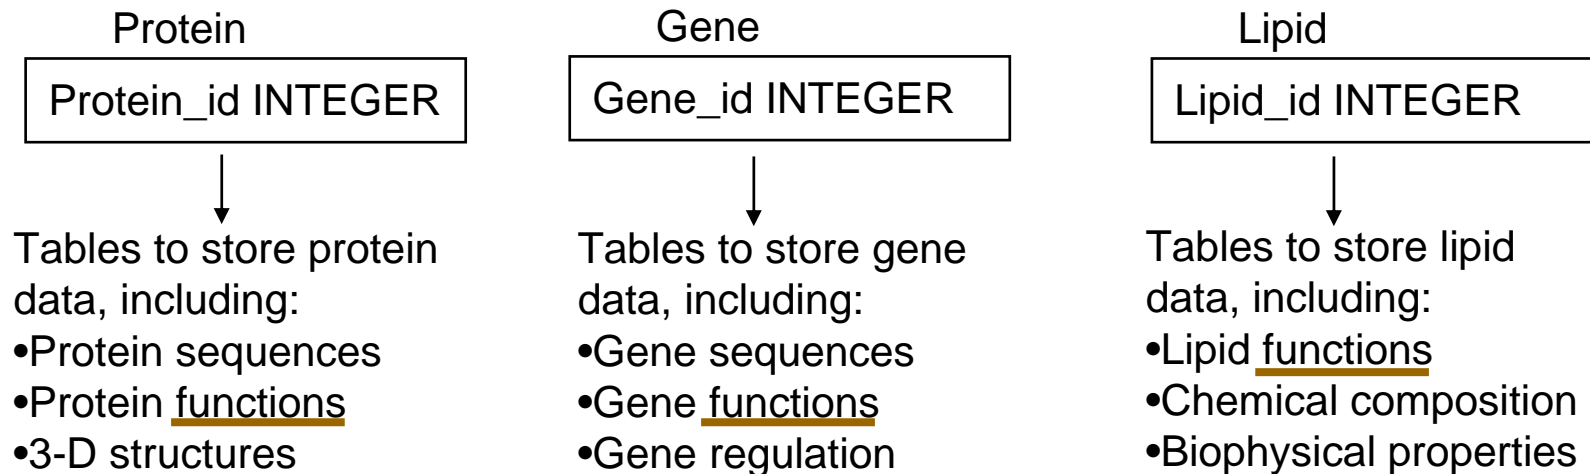 Protein
Protein_id INTEGER
Tables to store protein
data, including:
•Protein sequences
•Protein functions
•3-D structures
Gene
Gene_id INTEGER
Tables to store gene
data, including:
•Gene sequences
•Gene functions
•Gene regulation
Lipid
Lipid_id INTEGER
Tables to store lipid
data, including:
•Lipid functions
•Chemical composition
•Biophysical properties